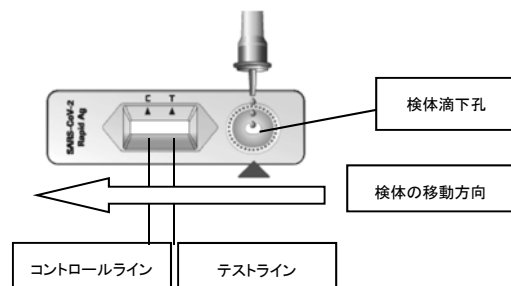 C T
SARS-CoV-2
Rapid Ag
検体滴下孔
検体の移動方向
コントロールライン
テストライン